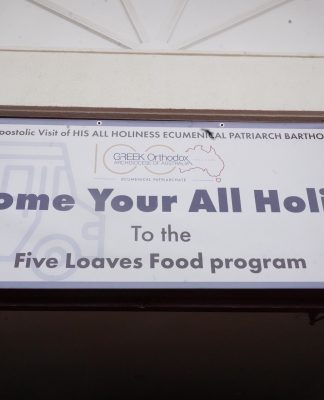 postolic Visit of HIS ALL HOLINESS ECUMENICAL PATRIARCH BARTHO
100
GREEK Orthodox
ARCHDIOCESE OF AUSTRALIA
ECUMENICAL PATRIARCHATE
ome Your All Holi
To the
Five Loaves Food program